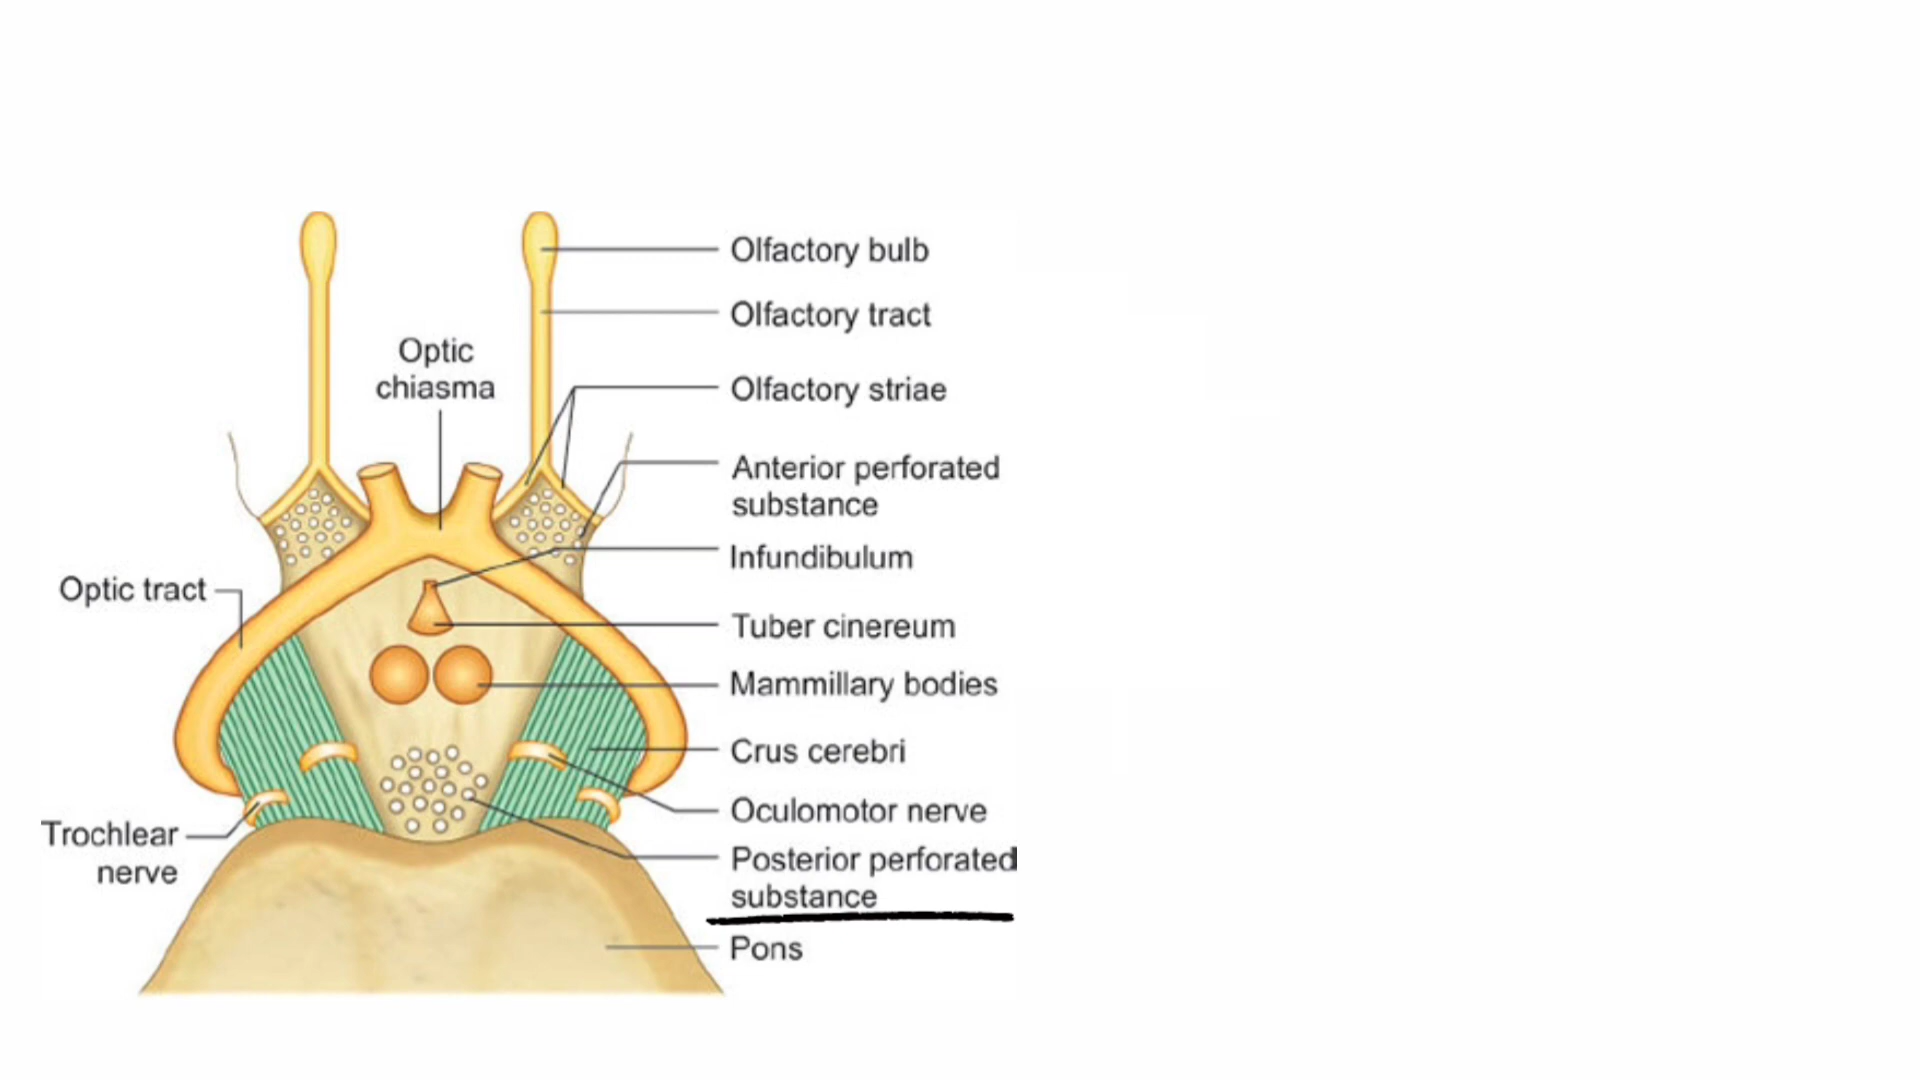 Olfactory bulb
Olfactory tract
Optic
chiasma
Olfactory striae
Anterior perforated
substance
Infundibulum
Optic tract
Tuber cinereum
Mammillary bodies
Crus cerebri
Oculomotor nerve
Trochlear
nerve
Posterior perforated
substance
Pons